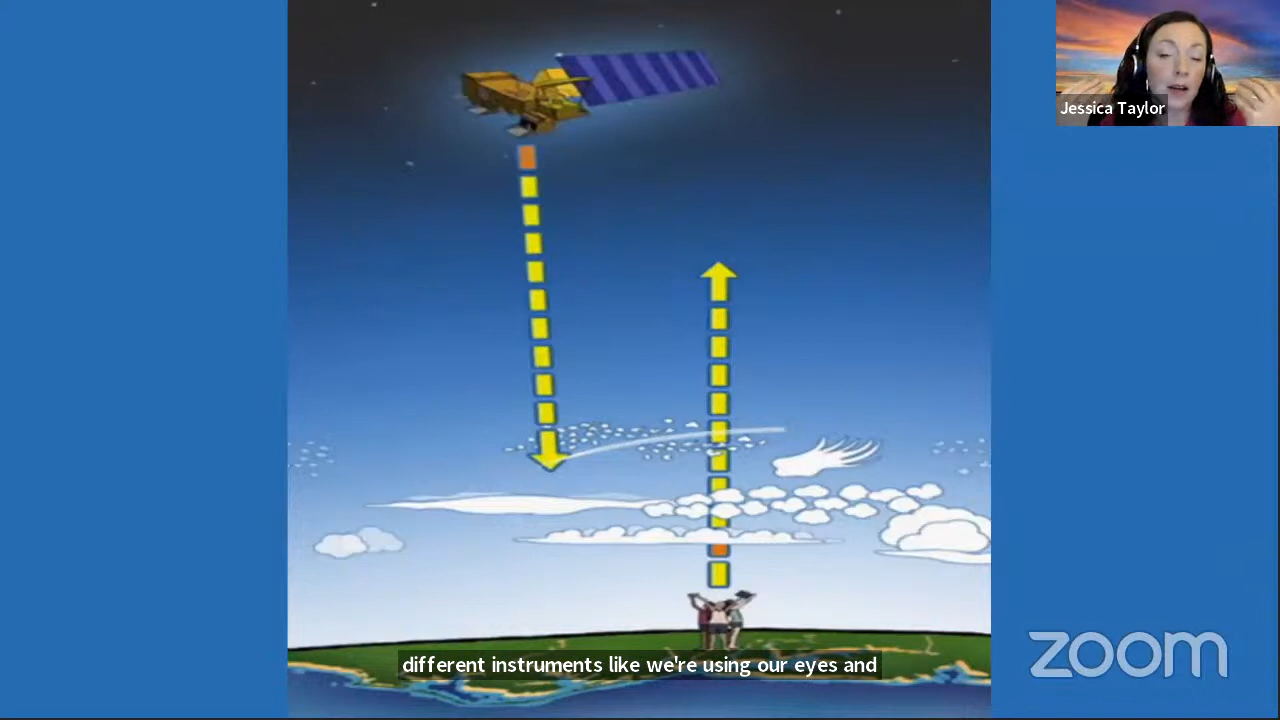 Jessica Taylor
different instruments like we're using our eyes and
zoom